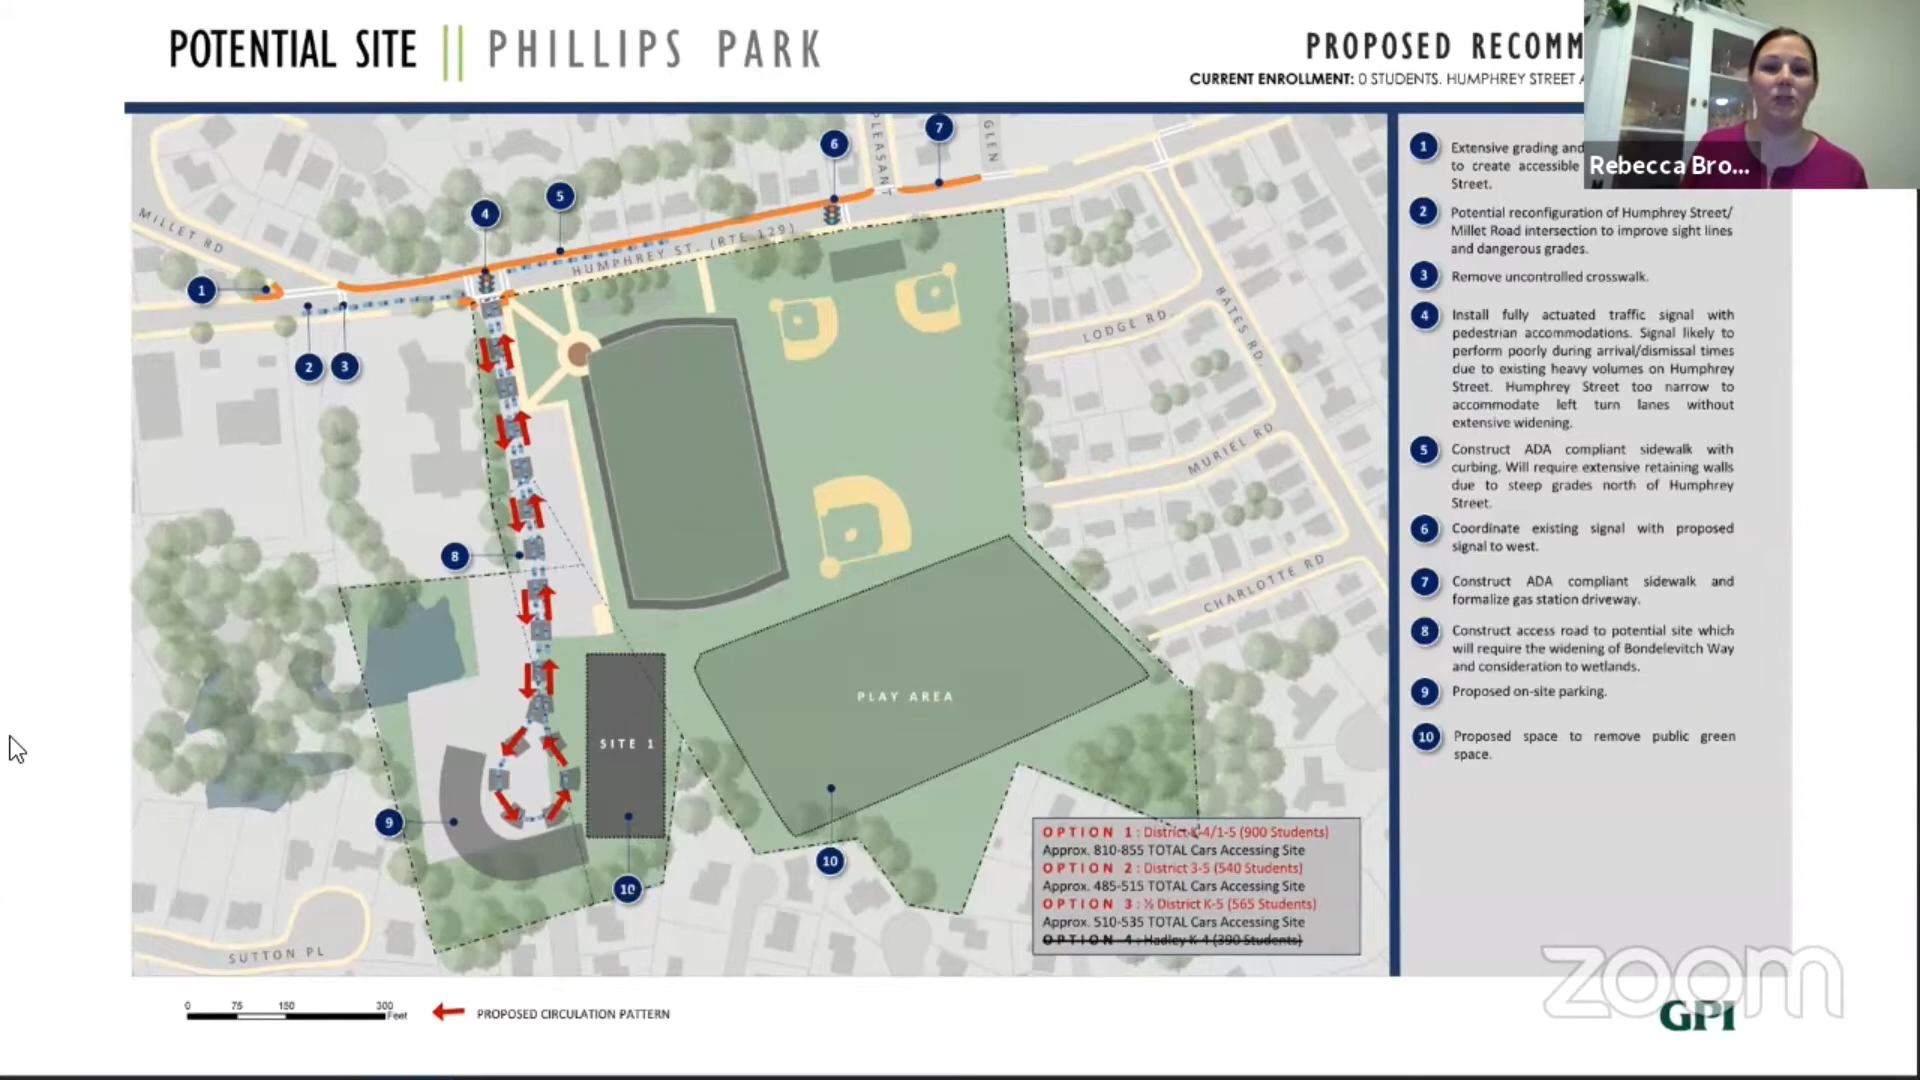 POTENTIAL SITE || PHILLIPS PARK
PROPOSED RECOMM
CURRENT ENROLLMENT: 0 STUDENTS. HUMPHREY STREET
Rebecca Bro...
1
Extensive grading and
to create accessible
Street.
2
Potential reconfiguration of Humphrey Street/
Millet Road intersection to improve sight lines
and dangerous grades.
3
Remove uncontrolled crosswalk.
4
Install fully actuated traffic signal with
pedestrian accommodations. Signal likely to
perform poorly during arrival/dismissal times
due to existing heavy volumes on Humphrey
Street. Humphrey Street too narrow to
accommodate left turn lanes without
extensive widening.
5
Construct ADA compliant sidewalk with
curbing. Will require extensive retaining walls
due to steep grades north of Humphrey
Street.
6
Coordinate existing signal with proposed
signal to west.
7
Construct ADA compliant sidewalk and
formalize gas station driveway.
8
Construct access road to potential site which
will require the widening of Bondelevitch Way
and consideration to wetlands.
9
Proposed on-site parking.
10
Proposed space to remove public green
space.
7
6
5
4
1
2
3
8
9
10
10
PLEASANT
GLEN
MILLET RD
HUMPHREY ST. (RTE 129)
LODGE RD
BATES RD
MURIEL RD
CHARLOTTE RD
PLAY AREA
SITE 1
SUTTON PL
OPTION 1: District K-4/1-5 (900 Students)
Approx. 810-855 TOTAL Cars Accessing Site
OPTION 2: District 3-5 (540 Students)
Approx. 485-515 TOTAL Cars Accessing Site
OPTION 3: ½ District K-5 (565 Students)
Approx. 510-535 TOTAL Cars Accessing Site
OPTION 4: Hadley K-4 (390 Students)
0 75 150 300
Feet
PROPOSED CIRCULATION PATTERN
zoom
GPI